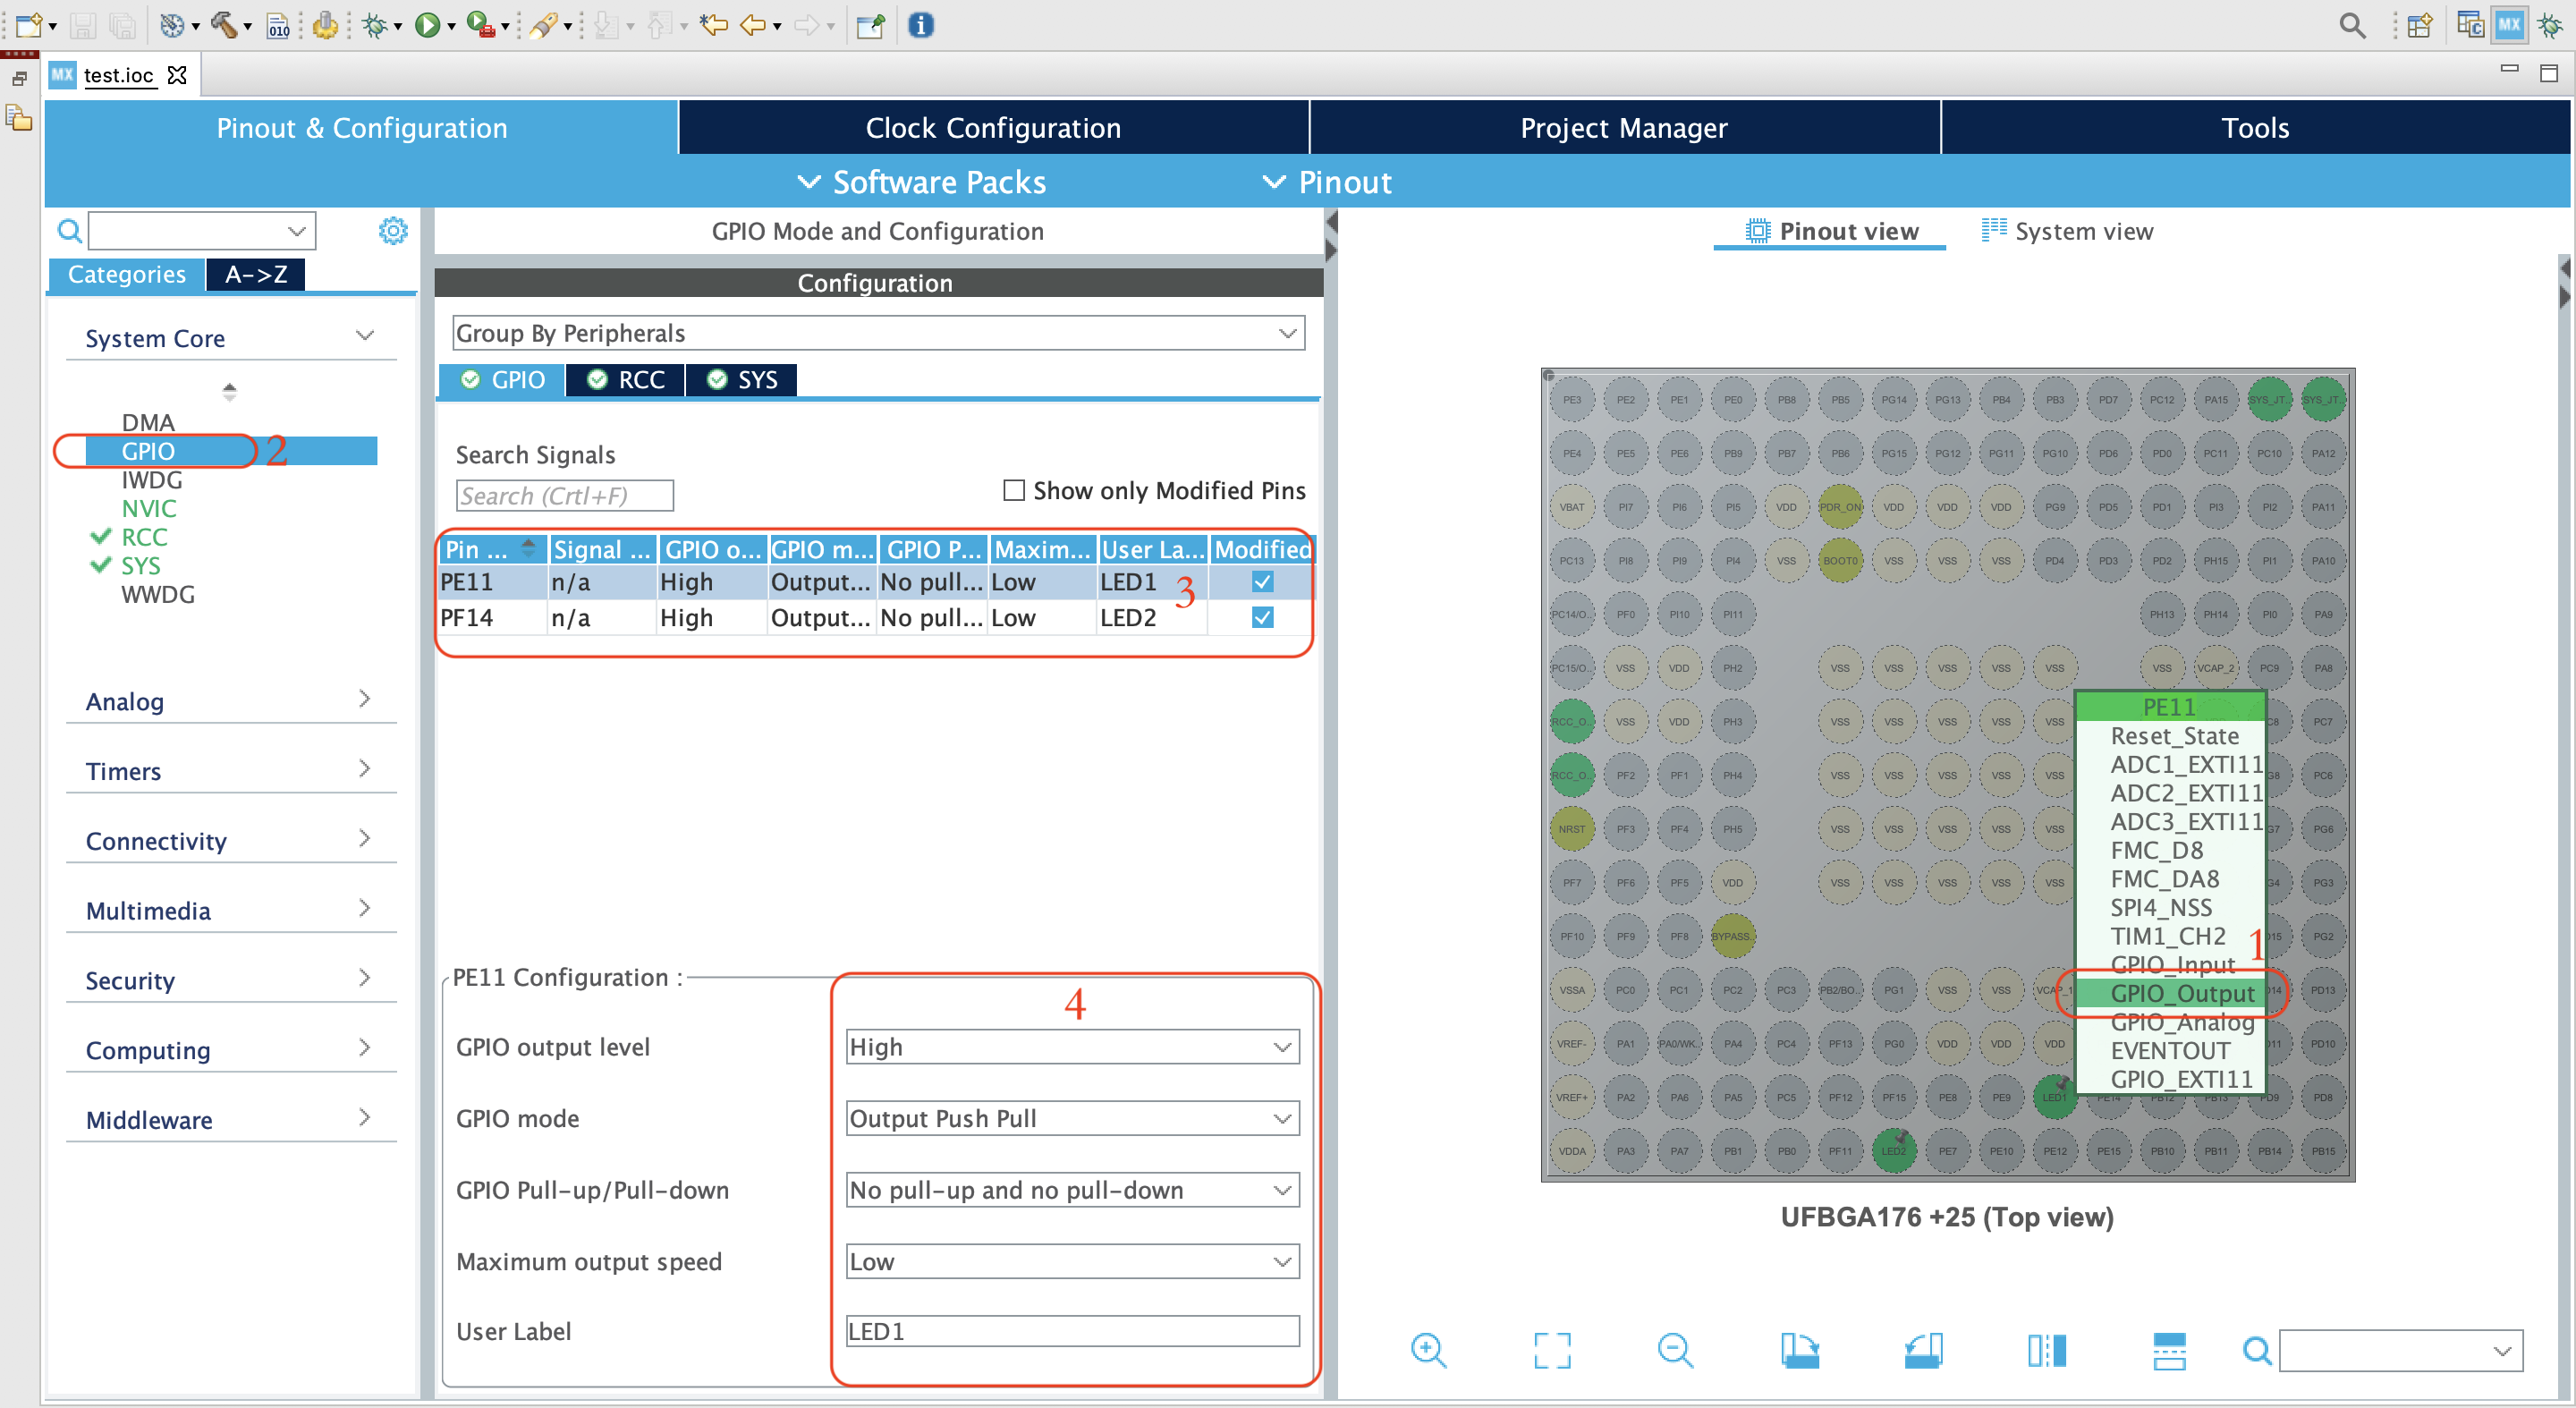 010
MX
MX test.ioc
Pinout & Configuration
Clock Configuration
Project Manager
Tools
Software Packs
Pinout
GPIO Mode and Configuration
Pinout view
System view
Categories
A->Z
Configuration
System Core
Group By Peripherals
GPIO
RCC
SYS
DMA
GPIO 2
IWDG
NVIC
RCC
SYS
WWDG
Search Signals
Search (Crtl+F)
Show only Modified Pins
Pin ... Signal ... GPIO o... GPIO m... GPIO P... Maxim... User La... Modified
PE11 n/a High Output... No pull... Low LED1
3
PF14 n/a High Output... No pull... Low LED2
Analog
Timers
Connectivity
Multimedia
Security
Computing
Middleware
PE11 Configuration :
4
GPIO output level High
GPIO mode Output Push Pull
GPIO Pull-up/Pull-down No pull-up and no pull-down
Maximum output speed Low
User Label LED1
PE3 PE2 PE1 PE0 PB8 PB5 PG14 PG13 PB4 PB3 PD7 PC12 PA15 SYS_JT.. SYS_JT..
PE4 PE5 PE6 PB9 PB7 PB6 PG15 PG12 PG11 PG10 PD6 PD0 PC11 PC10 PA12
VBAT PI7 PI6 PI5 VDD PDR_ON VDD VDD VDD PG9 PD5 PD1 PI3 PI2 PA11
PC13 PI8 PI9 PI4 VSS BOOT0 VSS VSS VSS PD4 PD3 PD2 PH15 PI1 PA10
PC14/O.. PF0 PI10 PI11 PH13 PH14 PI0 PA9
PC15/O.. VSS VDD PH2 VSS VSS VSS VSS VSS VSS VCAP_2 PC9 PA8
RCC_O.. VSS VDD PH3 VSS VSS VSS VSS VSS C8 PC7
RCC_O.. PF2 PF1 PH4 VSS VSS VSS VSS VSS G8 PC6
NRST PF3 PF4 PH5 VSS VSS VSS VSS VSS G7 PG6
PF7 PF6 PF5 VDD VSS VSS VSS VSS VSS G4 PG3
PF10 PF9 PF8 BYPASS.. D15 PG2
VSSA PC0 PC1 PC2 PC3 PB2/BO.. PG1 VSS VSS VCAP_1 D14 PD13
VREF- PA1 PA0/WK.. PA4 PC4 PF13 PG0 VDD VDD VDD D11 PD10
VREF+ PA2 PA6 PA5 PC5 PF12 PF15 PE8 PE9 LED1 PE14 PB12 PB13 PD9 PD8
VDDA PA3 PA7 PB1 PB0 PF11 LED2 PE7 PE10 PE12 PE15 PB10 PB11 PB14 PB15
PE11
Reset_State
ADC1_EXTI11
ADC2_EXTI11
ADC3_EXTI11
FMC_D8
FMC_DA8
SPI4_NSS
TIM1_CH2
1
GPIO_Input
GPIO_Output
GPIO_Analog
EVENTOUT
GPIO_EXTI11
UFBGA176 +25 (Top view)